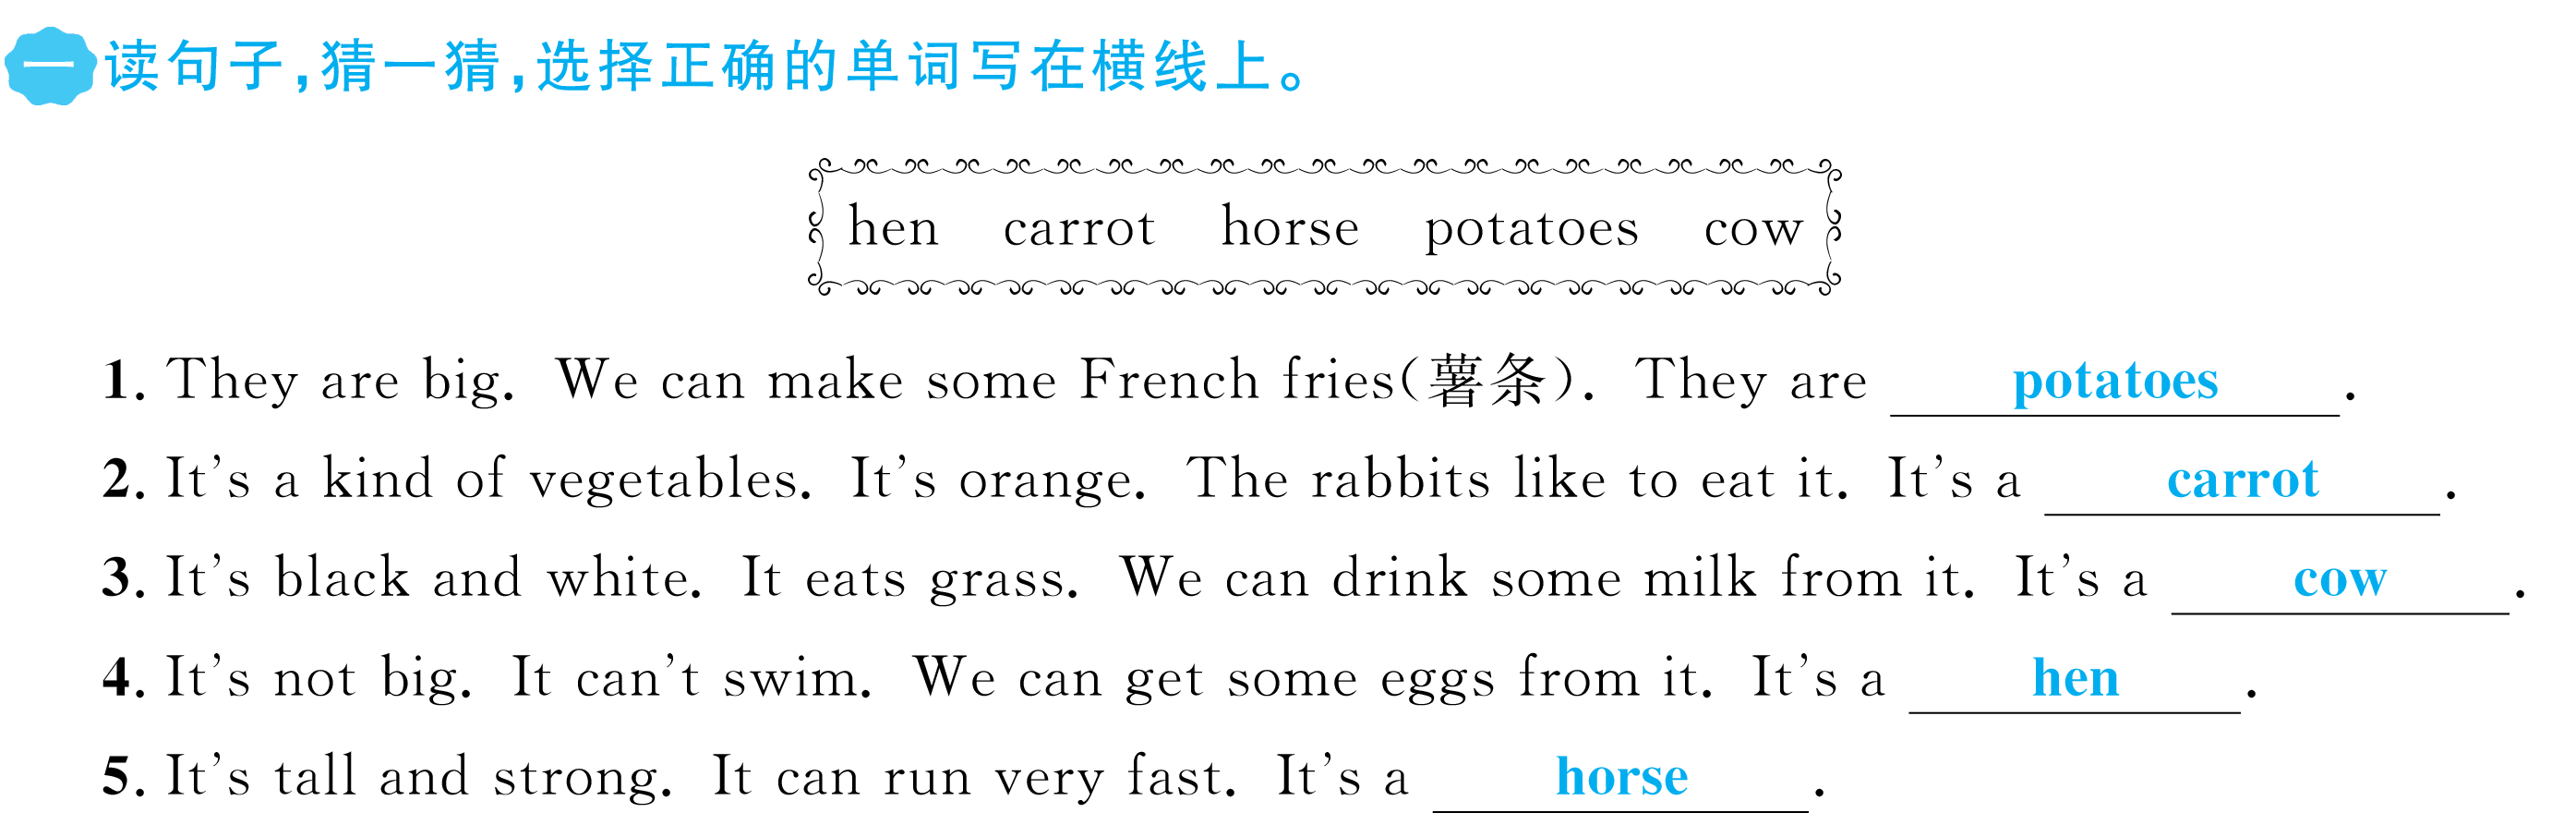 一 读句子,猜一猜,选择正确的单词写在横线上。
hen carrot horse potatoes cow
1. They are big. We can make some French fries(薯条). They are potatoes.
2. It's a kind of vegetables. It's orange. The rabbits like to eat it. It's a carrot.
3. It's black and white. It eats grass. We can drink some milk from it. It's a cow.
4. It's not big. It can't swim. We can get some eggs from it. It's a hen.
5. It's tall and strong. It can run very fast. It's a horse.